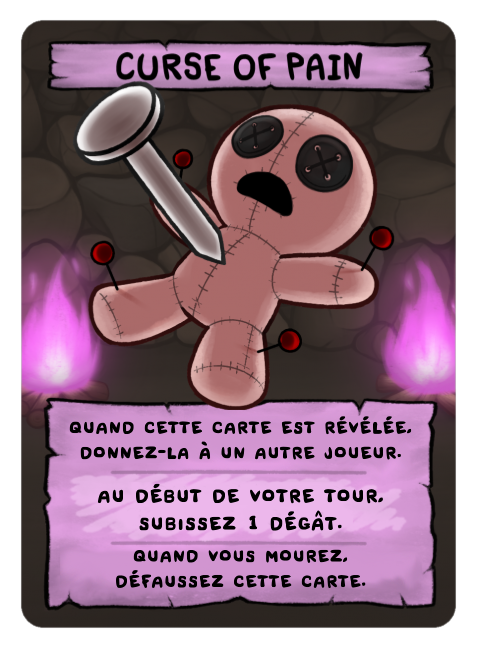 CURSE OF PAIN
QUAND CETTE CARTE EST RÉVÉLÉE,
DONNEZ-LA À UN AUTRE JOUEUR.
AU DÉBUT DE VOTRE TOUR,
SUBISSEZ 1 DÉGÂT.
QUAND VOUS MOUREZ,
DÉFAUSSEZ CETTE CARTE.